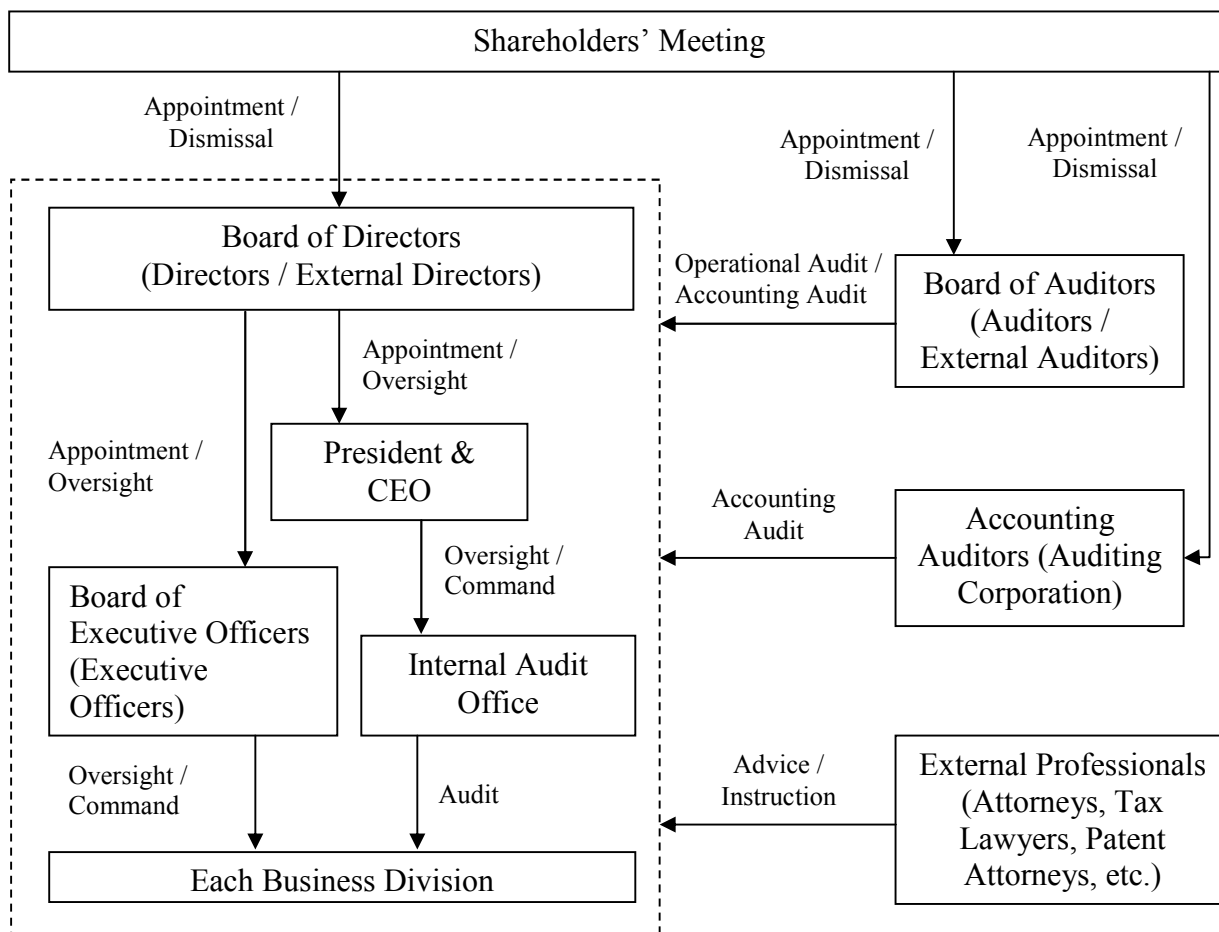 Shareholders’ Meeting
Appointment /
Dismissal
Appointment /
Dismissal
Appointment /
Dismissal
Board of Directors
(Directors / External Directors)
Operational Audit /
Accounting Audit
Board of Auditors
(Auditors /
External Auditors)
Appointment /
Oversight
Appointment /
Oversight
President &
CEO
Accounting
Audit
Accounting
Auditors (Auditing
Corporation)
Oversight /
Command
Board of
Executive Officers
(Executive
Officers)
Internal Audit
Office
Oversight /
Command
Audit
Advice /
Instruction
External Professionals
(Attorneys, Tax
Lawyers, Patent
Attorneys, etc.)
Each Business Division